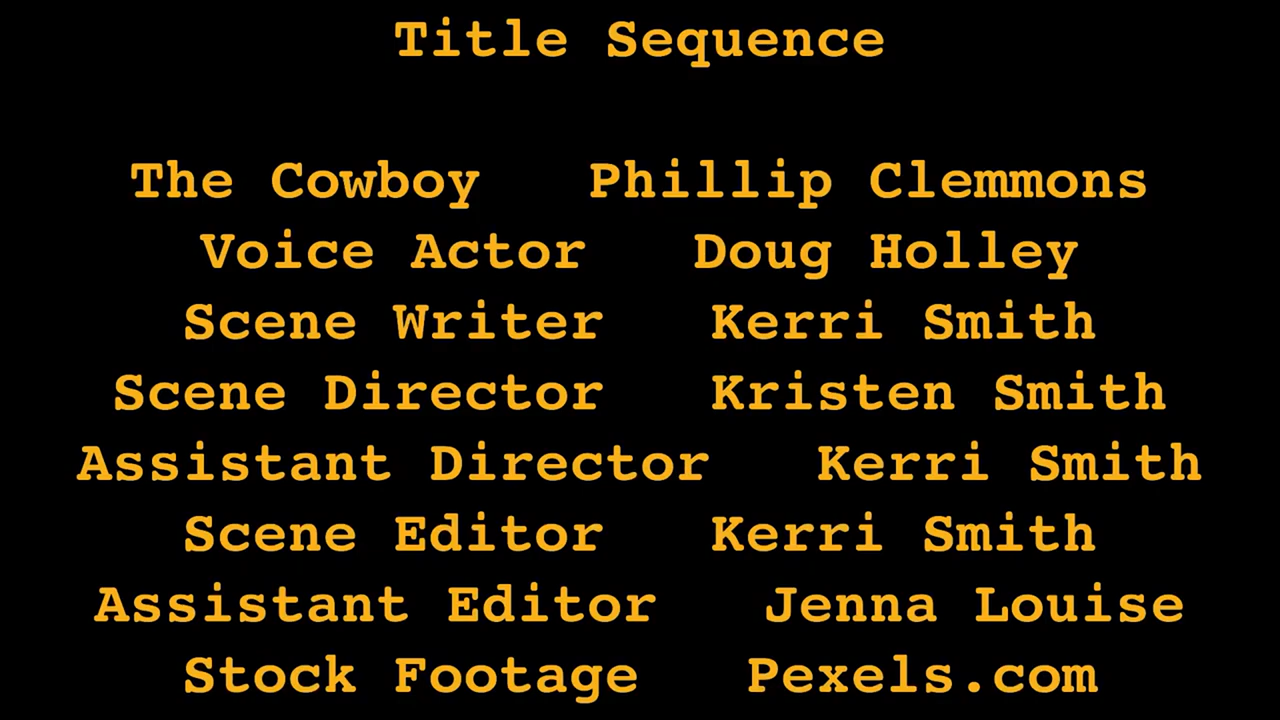 Title Sequence
The Cowboy Phillip Clemmons
Voice Actor Doug Holley
Scene Writer Kerri Smith
Scene Director Kristen Smith
Assistant Director Kerri Smith
Scene Editor Kerri Smith
Assistant Editor Jenna Louise
Stock Footage Pexels.com